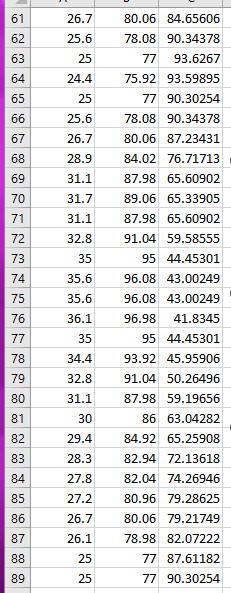 61 26.7 80.06 84.65606
62 25.6 78.08 90.34378
63 25 77 93.6267
64 24.4 75.92 93.59895
65 25 77 90.30254
66 25.6 78.08 90.34378
67 26.7 80.06 87.23431
68 28.9 84.02 76.71713
69 31.1 87.98 65.60902
70 31.7 89.06 65.33905
71 31.1 87.98 65.60902
72 32.8 91.04 59.58555
73 35 95 44.45301
74 35.6 96.08 43.00249
75 35.6 96.08 43.00249
76 36.1 96.98 41.8345
77 35 95 44.45301
78 34.4 93.92 45.95906
79 32.8 91.04 50.26496
80 31.1 87.98 59.19656
81 30 86 63.04282
82 29.4 84.92 65.25908
83 28.3 82.94 72.13618
84 27.8 82.04 74.26946
85 27.2 80.96 79.28625
86 26.7 80.06 79.21749
87 26.1 78.98 82.07222
88 25 77 87.61182
89 25 77 90.30254